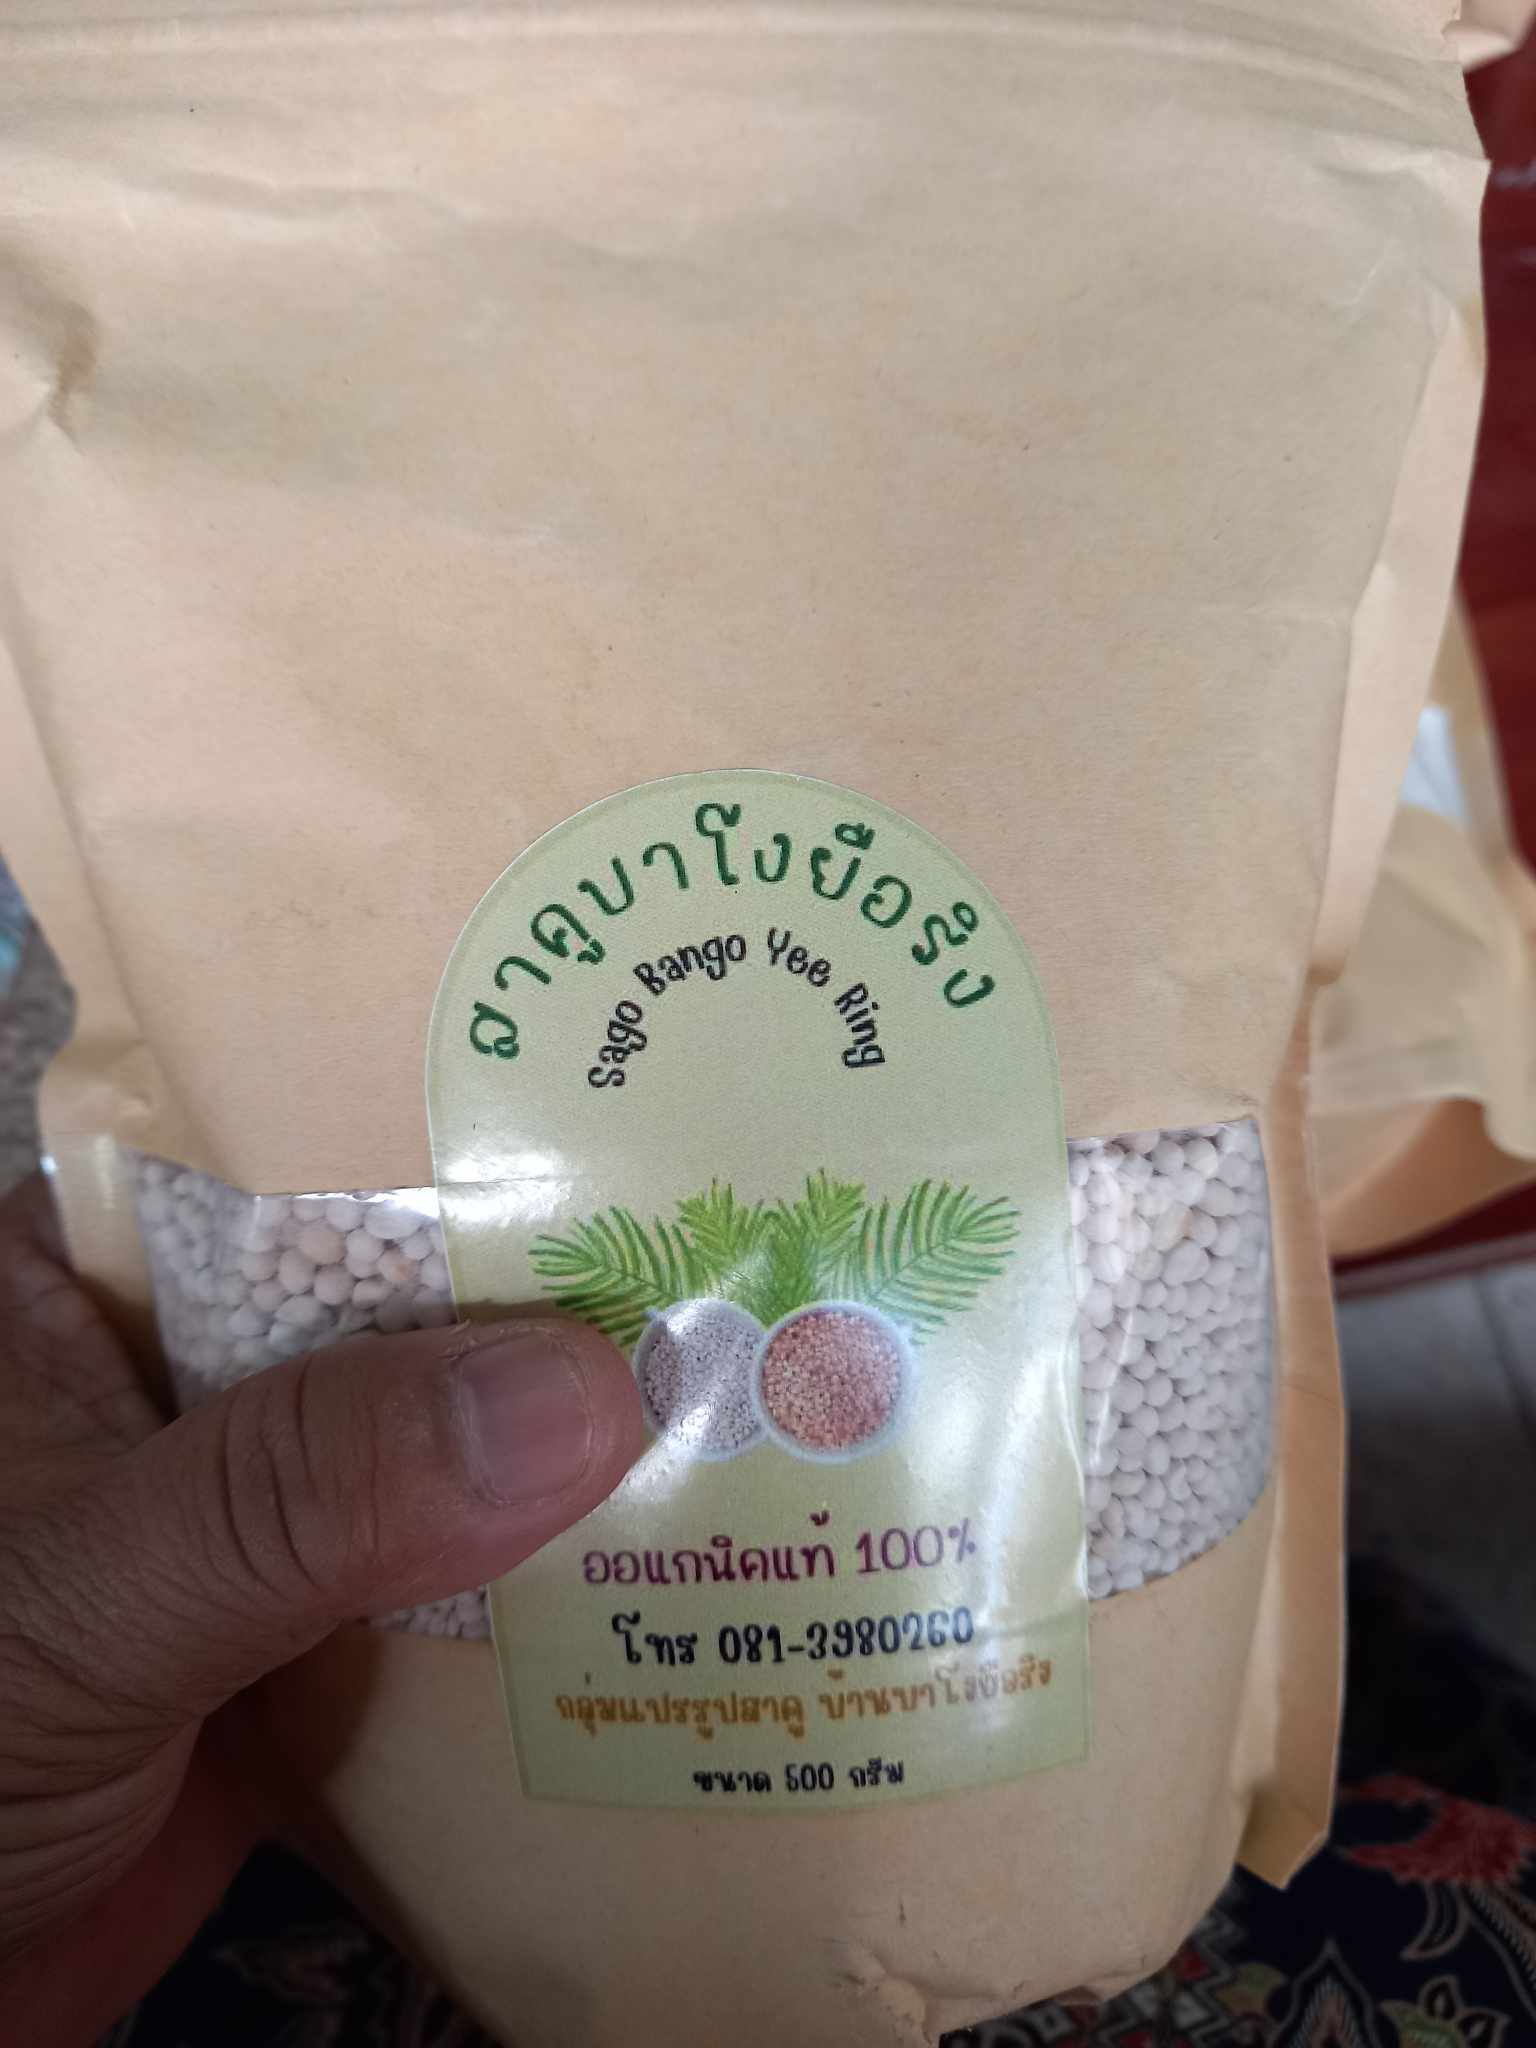 สาคูบาโงยือริง
Sago Bango Yee Ring
ออแกนิคแท้ 100%
โทร 081-3980260
กลุ่มแปรรูปสาคู บ้านบาโงยือริง
ขนาด 500 กรัม